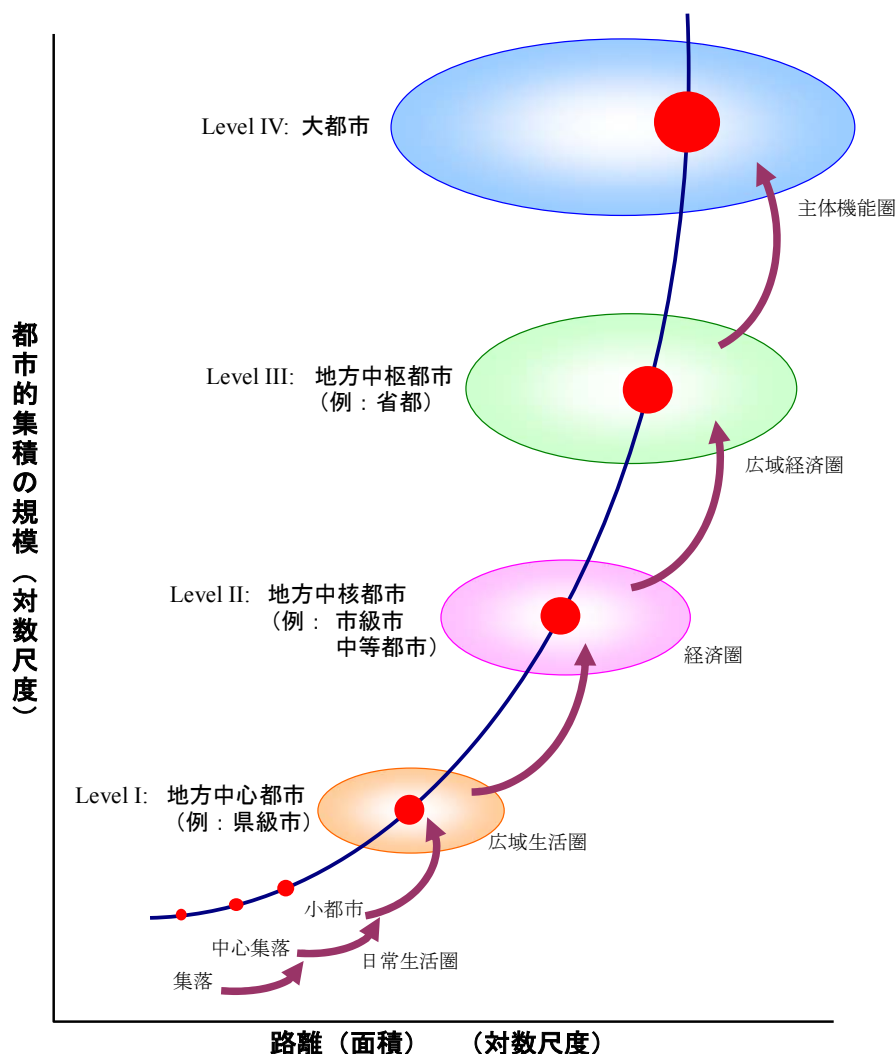 Level IV: 大都市
主体機能圏
Level III: 地方中枢都市
（例：省都）
広域経済圏
Level II: 地方中核都市
（例： 市級市
中等都市）
経済圏
Level I: 地方中心都市
（例：県級市）
広域生活圏
小都市
中心集落
日常生活圏
集落
都市的集積の規模（対数尺度）
路離（面積） （対数尺度）